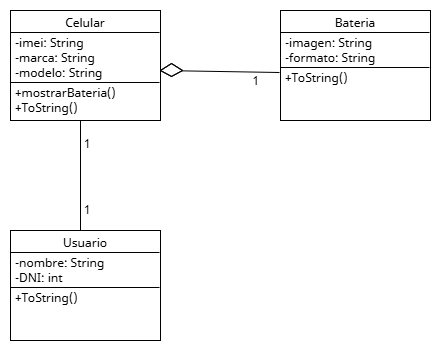 Celular
-imei: String
-marca: String
-modelo: String
+mostrarBateria()
+ToString()
Bateria
-imagen: String
-formato: String
+ToString()
1
1
1
Usuario
-nombre: String
-DNI: int
+ToString()